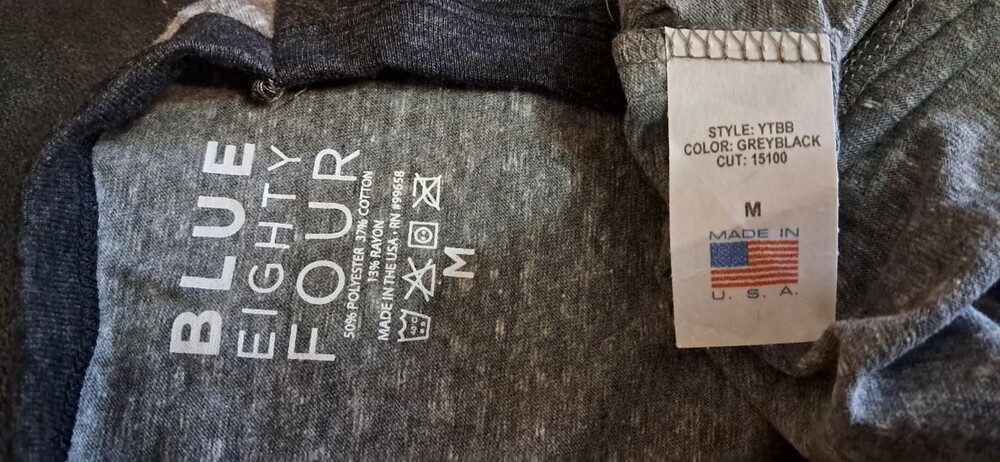 BLUE
EIGHTY
FOUR
50% POLYESTER 37% COTTON
13% RAYON
MADE IN THE USA · RN #99658
M
STYLE: YTBB
COLOR: GREYBLACK
CUT: 15100
M
MADE IN
U. S. A.